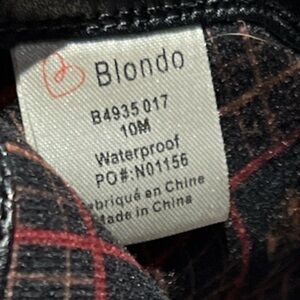 Blondo
B4935 017
10M
Waterproof
PO#:N01156
abriqué en Chine
Made in China